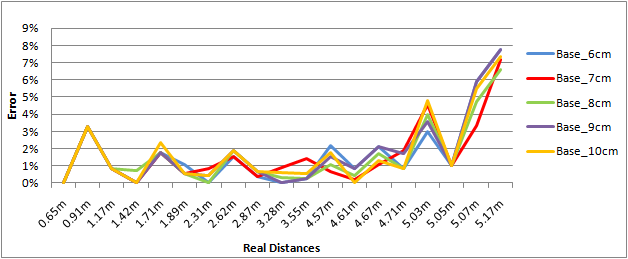 9%
8%
7%
6%
5%
4%
3%
2%
1%
0%
Error
0.65m
0.91m
1.17m
1.42m
1.71m
1.89m
2.31m
2.62m
2.87m
3.28m
3.55m
4.57m
4.61m
4.67m
4.71m
5.03m
5.05m
5.07m
5.17m
Real Distances
Base_6cm
Base_7cm
Base_8cm
Base_9cm
Base_10cm